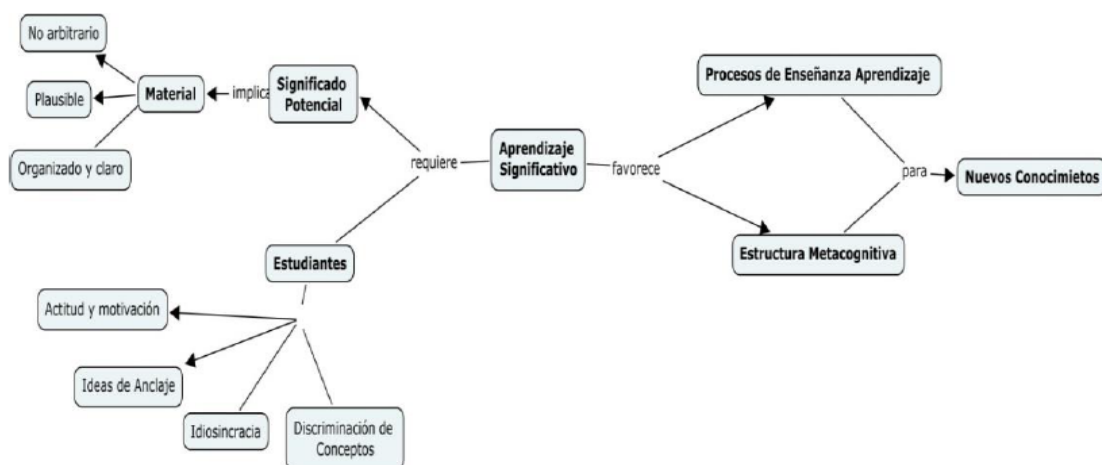 No arbitrario
Plausible
Organizado y claro
Material
implica
Significado
Potencial
requiere
Aprendizaje
Significativo
favorece
Procesos de Enseñanza Aprendizaje
Estructura Metacognitiva
para
Nuevos Conocimietos
Estudiantes
Actitud y motivación
Ideas de Anclaje
Idiosincracia
Discriminación de
Conceptos